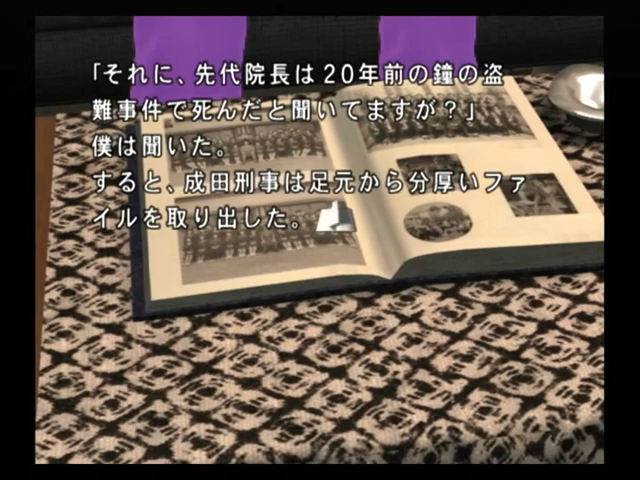 「それに、先代院長は20年前の鐘の盗
難事件で死んだと聞いてますが？」
僕は聞いた。
すると、成田刑事は足元から分厚いファ
イルを取り出した。